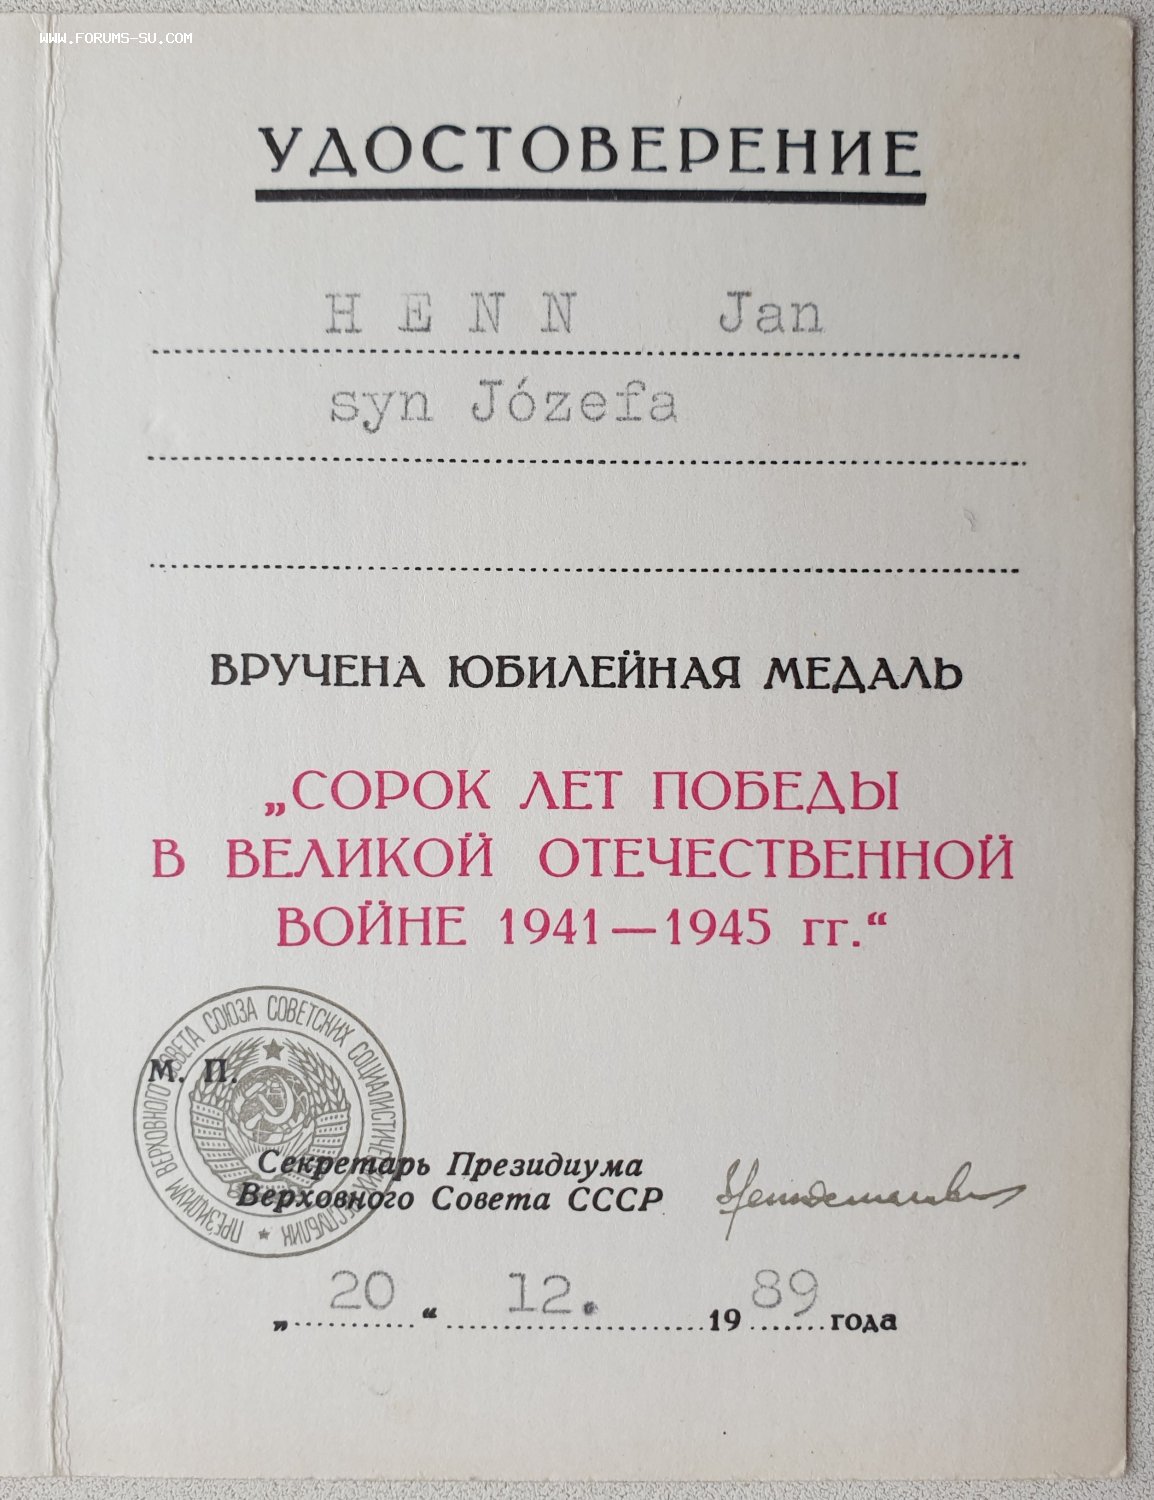 WWW.FORUMS-SU.COM
УДОСТОВЕРЕНИЕ
HENN Jan
syn Józefa
ВРУЧЕНА ЮБИЛЕЙНАЯ МЕДАЛЬ
„СОРОК ЛЕТ ПОБЕДЫ
В ВЕЛИКОЙ ОТЕЧЕСТВЕННОЙ
ВОЙНЕ 1941—1945 гг.“
ПРЕЗИДИУМ ВЕРХОВНОГО СОВЕТА СОЮЗА СОВЕТСКИХ СОЦИАЛИСТИЧЕСКИХ РЕСПУБЛИК
М. П.
Секретарь Президиума
Верховного Совета СССР
„20“ 12. 1989 года